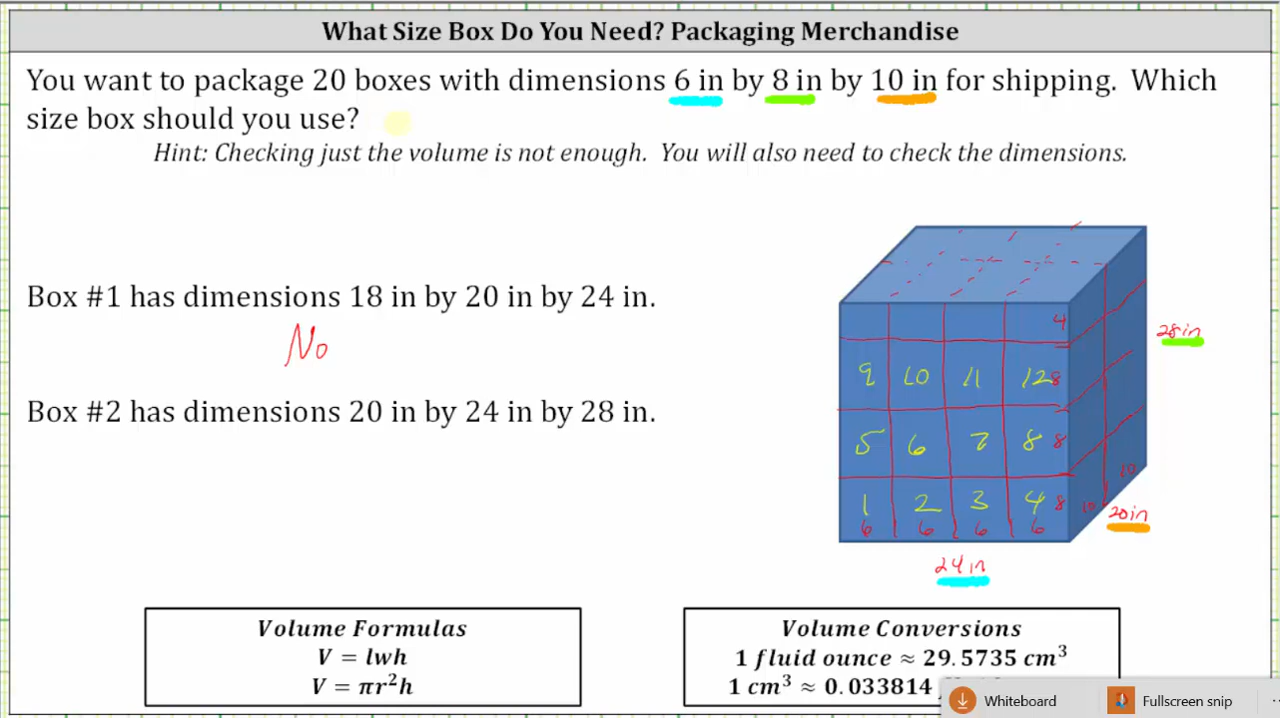 What Size Box Do You Need? Packaging Merchandise
You want to package 20 boxes with dimensions 6 in by 8 in by 10 in for shipping. Which
size box should you use?
Hint: Checking just the volume is not enough. You will also need to check the dimensions.
Box #1 has dimensions 18 in by 20 in by 24 in.
No
Box #2 has dimensions 20 in by 24 in by 28 in.
4
28 in
9 10 11 12 8
5 6 7 8 8
10
1 2 3 4 8 10
20 in
6 6 6 6
24 in
Volume Formulas
V = lwh
V = πr²h
Volume Conversions
1 fluid ounce ≈ 29.5735 cm³
1 cm³ ≈ 0.033814
Whiteboard
Fullscreen snip